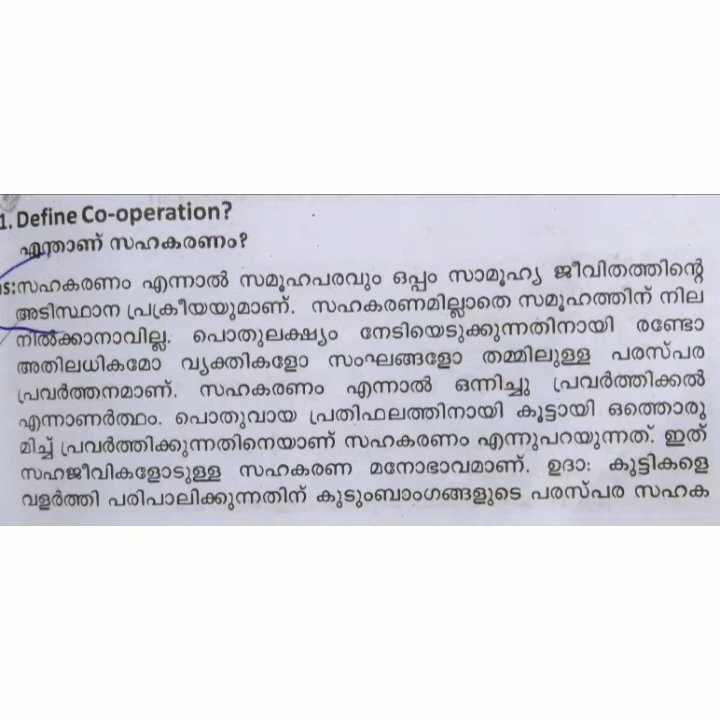 1. Define Co-operation?
എന്താണ് സഹകരണം?
ns:സഹകരണം എന്നാൽ സമൂഹപരവും ഒപ്പം സാമൂഹ്യ ജീവിതത്തിന്റെ
അടിസ്ഥാന പ്രക്രീയയുമാണ്. സഹകരണമില്ലാതെ സമൂഹത്തിന് നില
നിൽക്കാനാവില്ല. പൊതുലക്ഷ്യം നേടിയെടുക്കുന്നതിനായി രണ്ടോ
അതിലധികമോ വ്യക്തികളോ സംഘങ്ങളോ തമ്മിലുള്ള പരസ്പര
പ്രവർത്തനമാണ്. സഹകരണം എന്നാൽ ഒന്നിച്ചു പ്രവർത്തിക്കൽ
എന്നാണർത്ഥം. പൊതുവായ പ്രതിഫലത്തിനായി കൂട്ടായി ഒത്തൊരു
മിച്ച് പ്രവർത്തിക്കുന്നതിനെയാണ് സഹകരണം എന്നുപറയുന്നത്. ഇത്
സഹജീവികളോടുള്ള സഹകരണ മനോഭാവമാണ്. ഉദാ: കുട്ടികളെ
വളർത്തി പരിപാലിക്കുന്നതിന് കുടുംബാംഗങ്ങളുടെ പരസ്പര സഹക